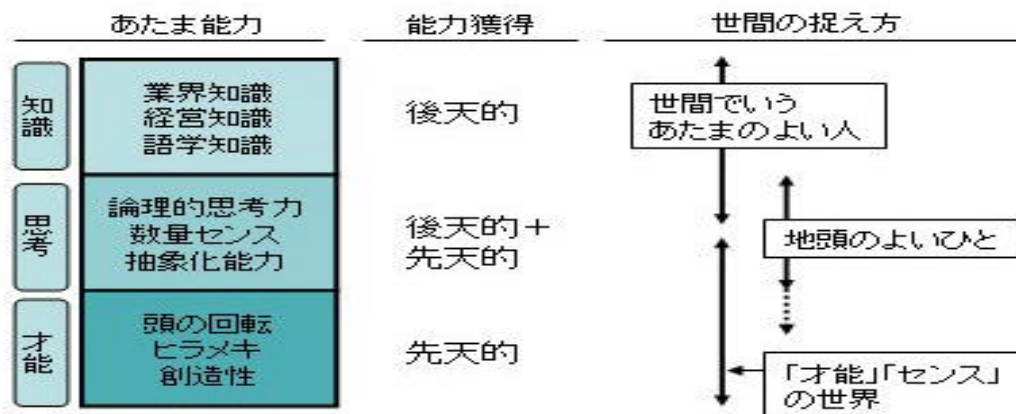 あたま能力
能力獲得
世間の捉え方
知識
業界知識
経営知識
語学知識
後天的
世間でいう
あたまのよい人
思考
論理的思考力
数量センス
抽象化能力
後天的+
先天的
地頭のよいひと
才能
頭の回転
ヒラメキ
創造性
先天的
「才能」「センス」
の世界